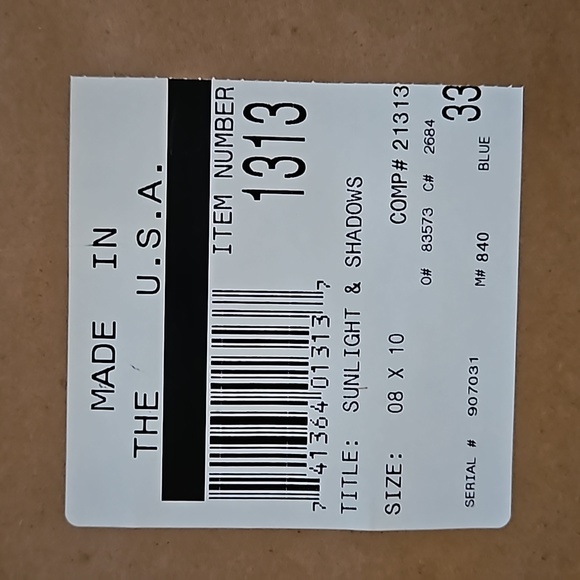 MADE IN
THE U.S.A.
ITEM NUMBER
1313
7 41364 01313 7
TITLE: SUNLIGHT & SHADOWS
SIZE: 08 X 10 COMP# 21313
O# 83573 C# 2684
SERIAL # 907031 M# 840 BLUE
33